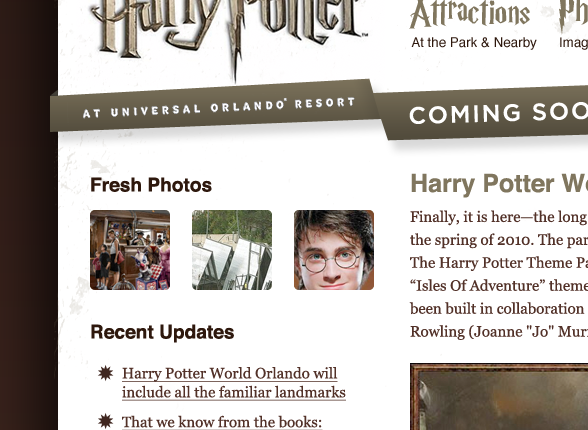 Harry Potter
™
Attractions
At the Park & Nearby
Imag
AT UNIVERSAL ORLANDO® RESORT
COMING SOO
Fresh Photos
Recent Updates
Harry Potter World Orlando will
include all the familiar landmarks
That we know from the books:
Harry Potter Wo
Finally, it is here—the long
the spring of 2010. The par
The Harry Potter Theme Pa
“Isles Of Adventure” theme
been built in collaboration
Rowling (Joanne "Jo" Murr